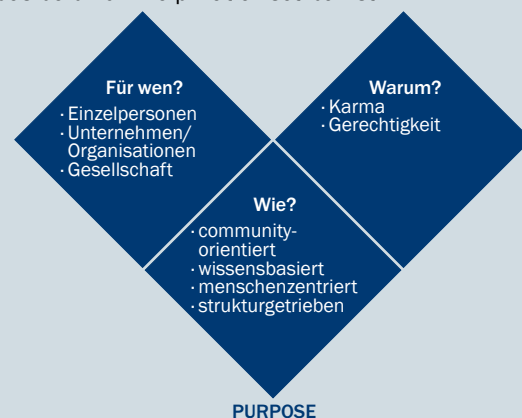 Für wen?
· Einzelpersonen
· Unternehmen/
Organisationen
· Gesellschaft
Warum?
· Karma
· Gerechtigkeit
Wie?
· community-
orientiert
· wissensbasiert
· menschenzentriert
· strukturgetrieben
PURPOSE